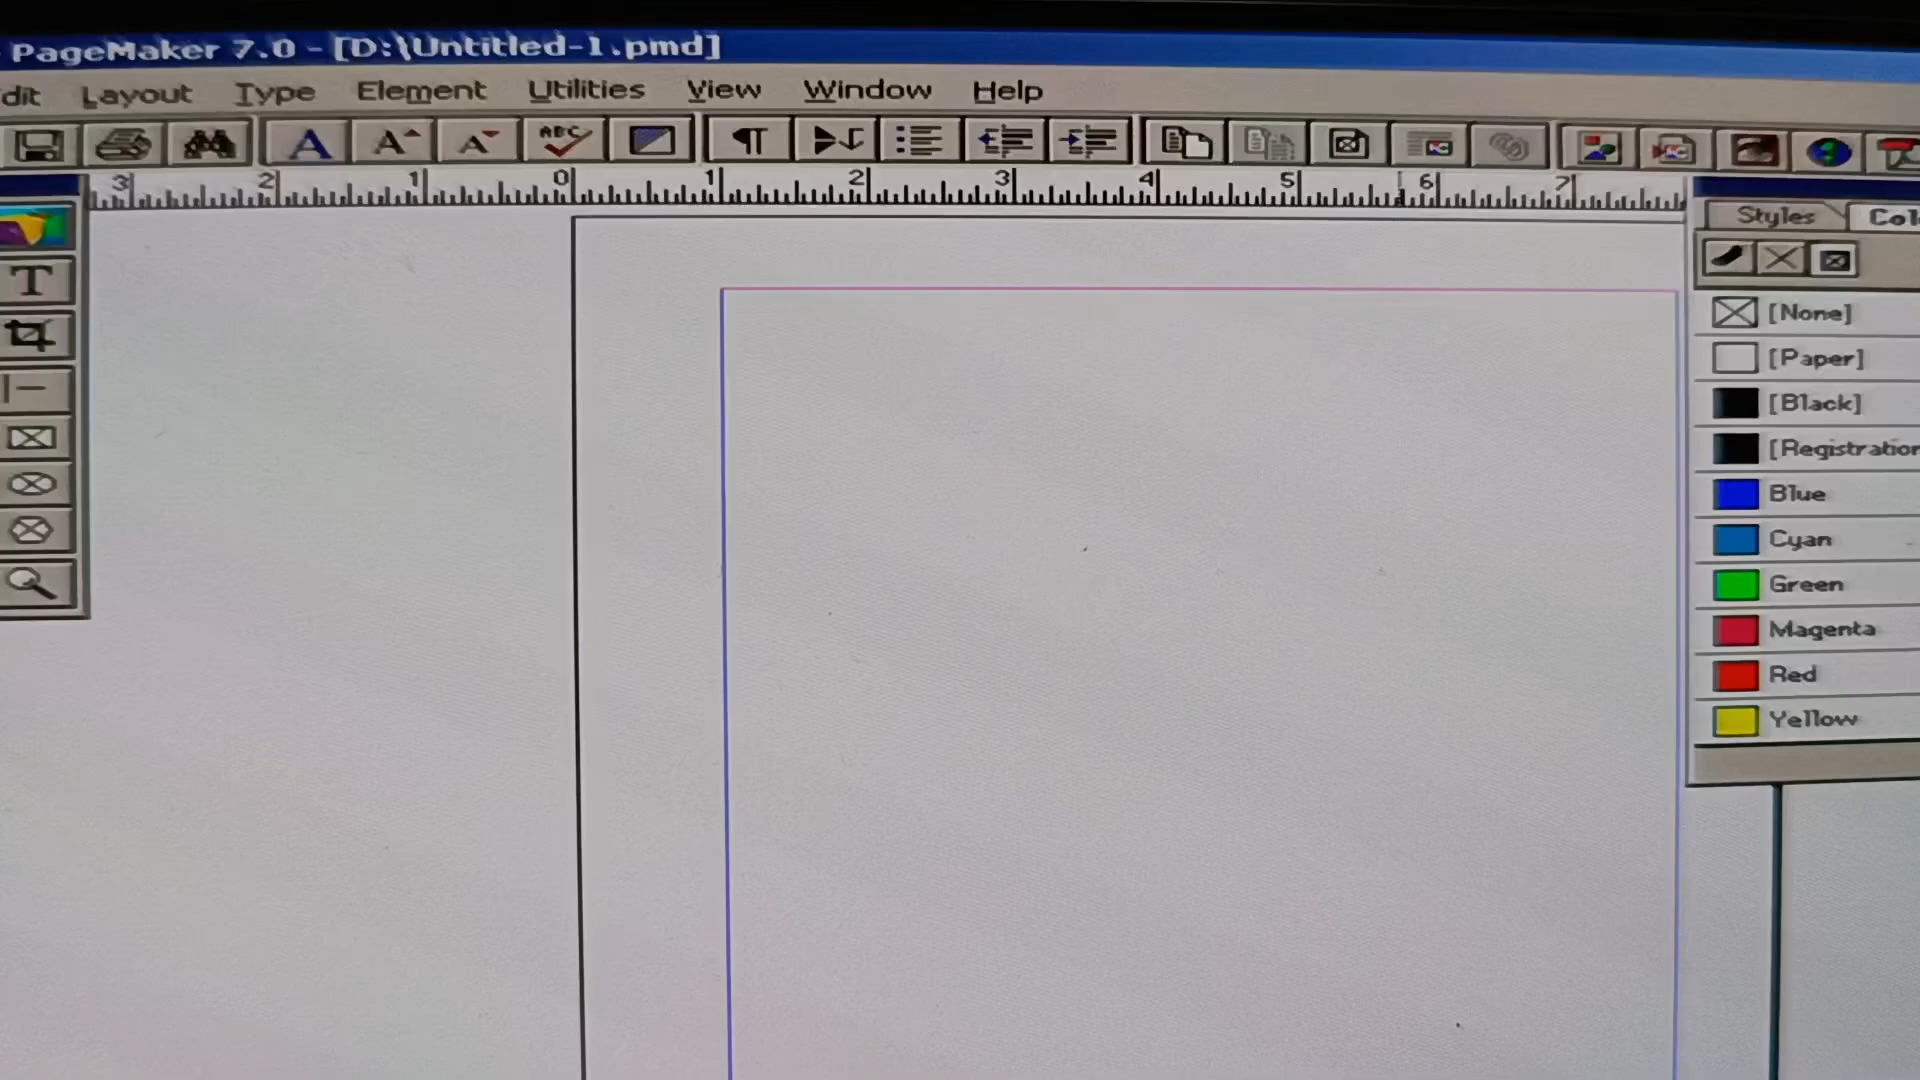 PageMaker 7.0 - [D:\Untitled-1.pmd]
dit Layout Type Element Utilities View Window Help
A A A ABC
3 2 1 0 1 2 3 4 5 6 7
Styles Col
T
[None]
[Paper]
[Black]
[Registration
Blue
Cyan
Green
Magenta
Red
Yellow